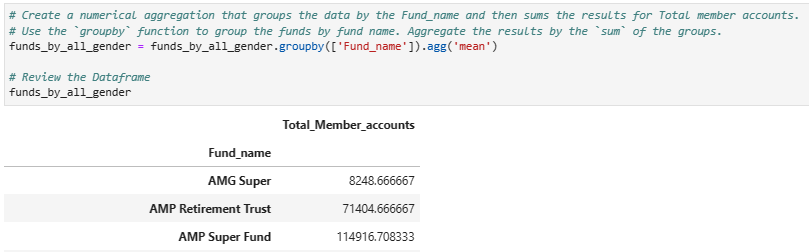 # Create a numerical aggregation that groups the data by the Fund_name and then sums the results for Total member accounts.
# Use the `groupby` function to group the funds by fund name. Aggregate the results by the `sum` of the groups.
funds_by_all_gender = funds_by_all_gender.groupby(['Fund_name']).agg('mean')
# Review the Dataframe
funds_by_all_gender
Total_Member_accounts
Fund_name
AMG Super 8248.666667
AMP Retirement Trust 71404.666667
AMP Super Fund 114916.708333